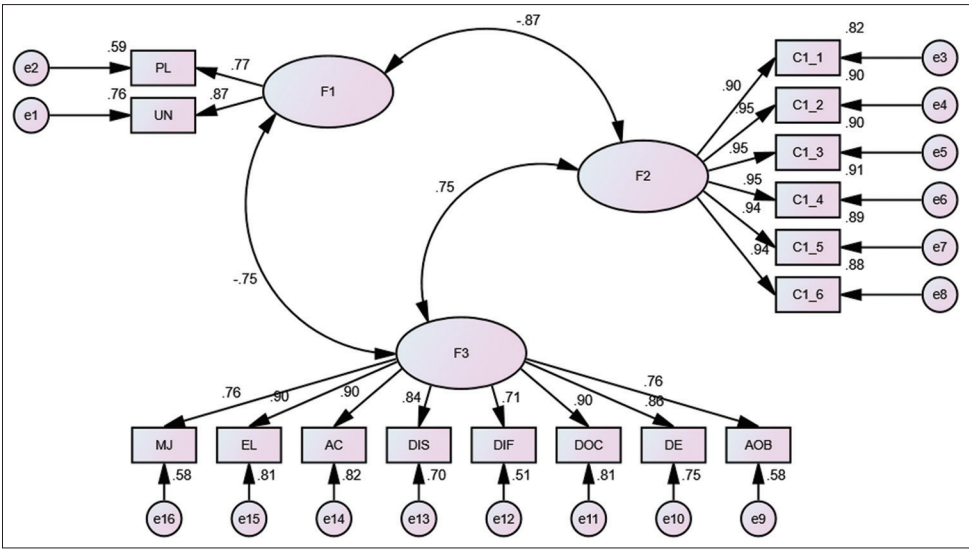 -.87
.82
.59
e2
PL
.77
F1
C1_1
e3
.90
.90
.76
e1
UN
.87
.95
C1_2
e4
.90
.95
C1_3
e5
.91
F2
.95
C1_4
e6
.89
.75
.94
C1_5
e7
.88
.94
C1_6
e8
-.75
F3
.76
.90
.90
.84
.71
.90
.86
.76
MJ
EL
AC
DIS
DIF
DOC
DE
AOB
.58
.81
.82
.70
.51
.81
.75
.58
e16
e15
e14
e13
e12
e11
e10
e9